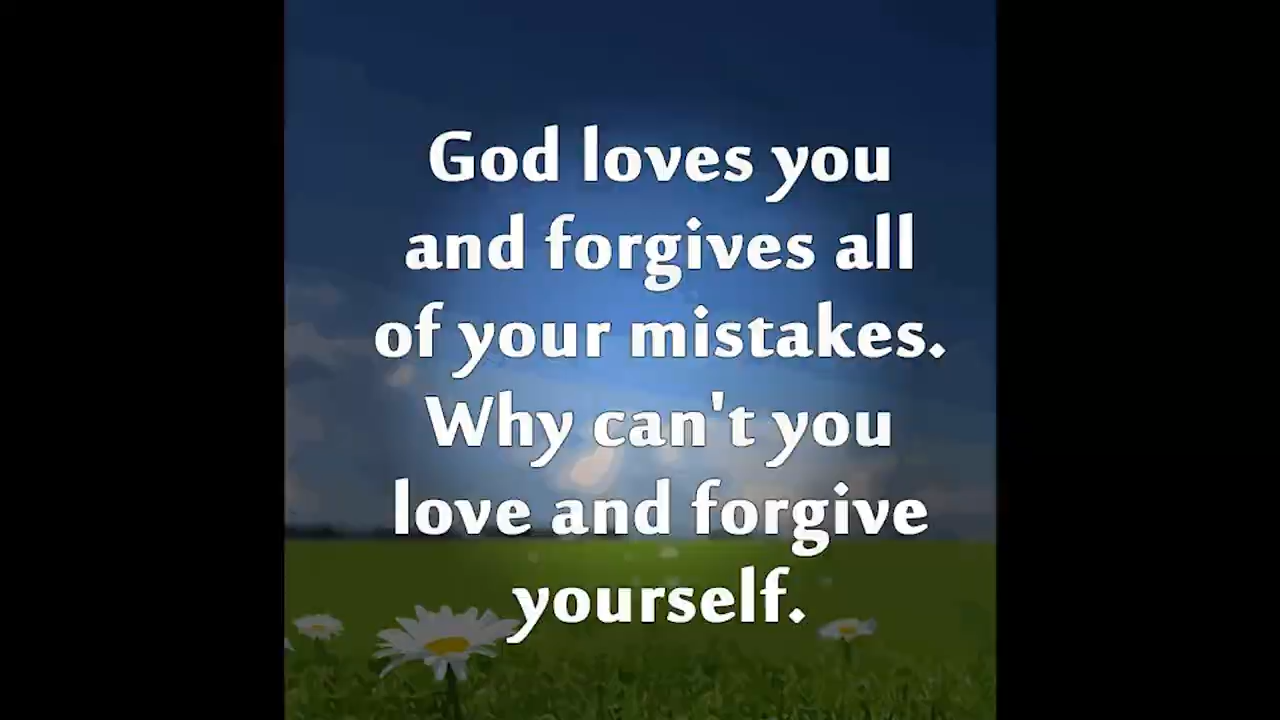 God loves you
and forgives all
of your mistakes.
Why can't you
love and forgive
yourself.